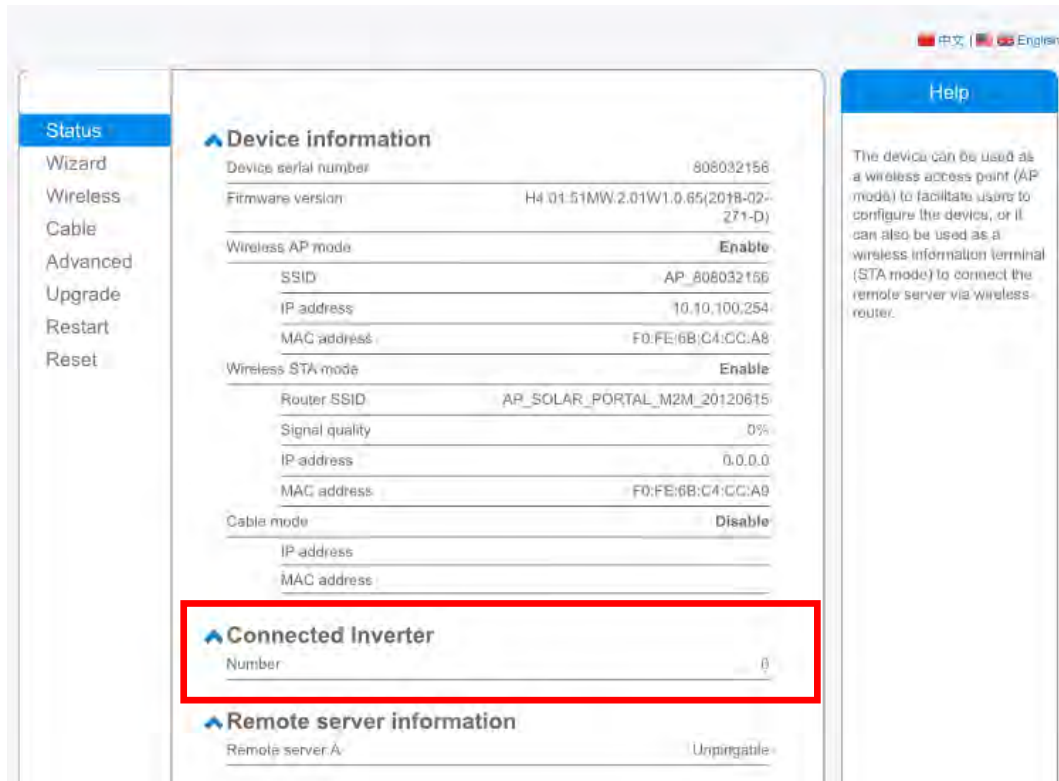 中文 | English
Help
Status
Wizard
Wireless
Cable
Advanced
Upgrade
Restart
Reset
Device information
Device serial number 808032156
Firmware version H4.01.51MW.2.01W1.0.65(2018-02-
271-D)
Wireless AP mode Enable
SSID AP_808032156
IP address 10.10.100.254
MAC address F0:FE:6B:C4:CC:A8
Wireless STA mode Enable
Router SSID AP_SOLAR_PORTAL_M2M_20120615
Signal quality 0%
IP address 0.0.0.0
MAC address F0:FE:6B:C4:CC:A9
Cable mode Disable
IP address
MAC address
Connected Inverter
Number 0
Remote server information
Remote server A Unpingable
The device can be used as
a wireless access point (AP
mode) to facilitate users to
configure the device, or it
can also be used as a
wireless information terminal
(STA mode) to connect the
remote server via wireless
router.